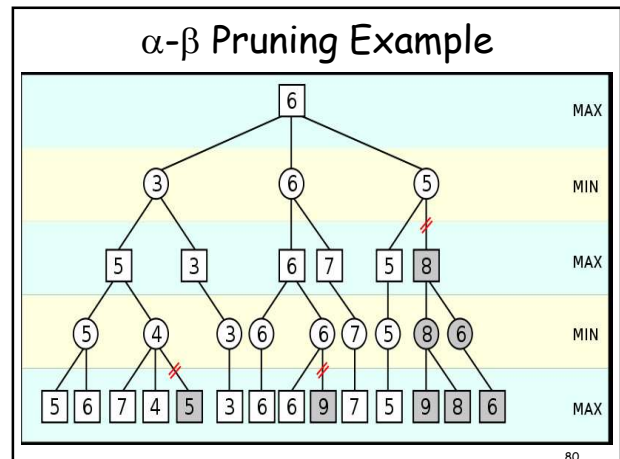 α-β Pruning Example
6 MAX
3 6 5 MIN
5 3 6 7 5 8 MAX
5 4 3 6 6 7 5 8 6 MIN
5 6 7 4 5 3 6 6 9 7 5 9 8 6 MAX
80